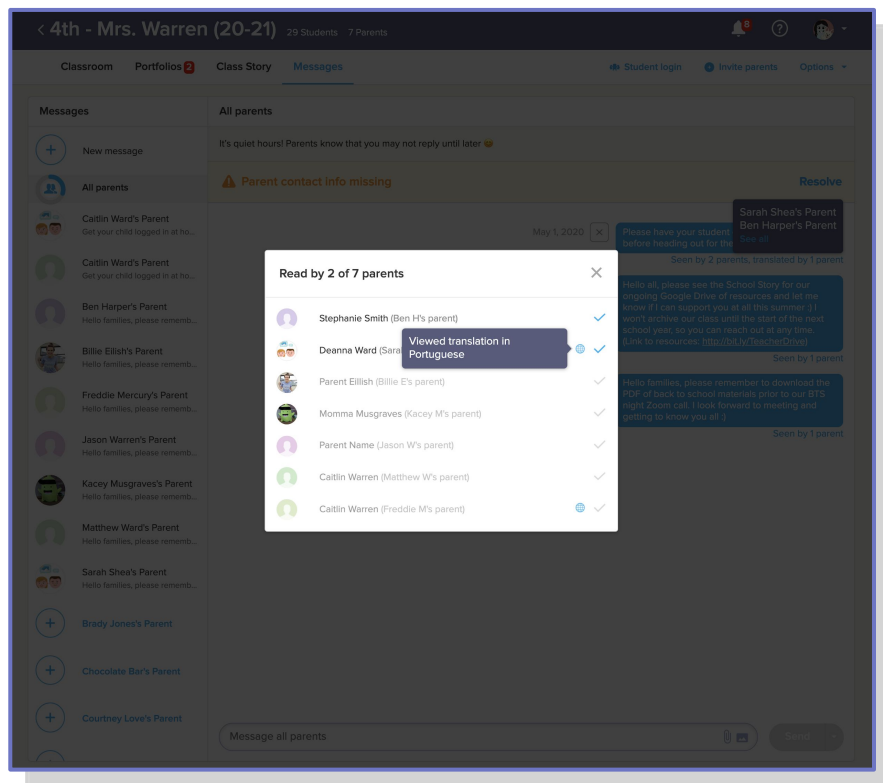 < 4th - Mrs. Warren (20-21) 29 Students 7 Parents
8
?
Classroom Portfolios 2 Class Story Messages
Student login Invite parents Options
Messages
New message
All parents
Caitlin Ward's Parent
Get your child logged in at ho...
Caitlin Ward's Parent
Get your child logged in at ho...
Ben Harper's Parent
Hello families, please rememb...
Billie Eilish's Parent
Hello families, please rememb...
Freddie Mercury's Parent
Hello families, please rememb...
Jason Warren's Parent
Hello families, please rememb...
Kacey Musgraves's Parent
Hello families, please rememb...
Matthew Ward's Parent
Hello families, please rememb...
Sarah Shea's Parent
Hello families, please rememb...
Brady Jones's Parent
Chocolate Bar's Parent
Courtney Love's Parent
All parents
It's quiet hours! Parents know that you may not reply until later
Parent contact info missing
Resolve
May 1, 2020
Please have your student
before heading out for the
Sarah Shea's Parent
Ben Harper's Parent
See all
Seen by 2 parents, translated by 1 parent
Hello all, please see the School Story for our
ongoing Google Drive of resources and let me
know if I can support you at all this summer :) I
won't archive our class until the start of the next
school year, so you can reach out at any time.
(Link to resources: http://bit.ly/TeacherDrive)
Seen by 1 parent
Hello families, please remember to download the
PDF of back to school materials prior to our BTS
night Zoom call. I look forward to meeting and
getting to know you all :)
Seen by 1 parent
Read by 2 of 7 parents
Stephanie Smith (Ben H's parent)
Deanna Ward (Sara
Viewed translation in
Portuguese
Parent Eillish (Billie E's parent)
Momma Musgraves (Kacey M's parent)
Parent Name (Jason W's parent)
Caitlin Warren (Matthew W's parent)
Caitlin Warren (Freddie M's parent)
Message all parents
Send